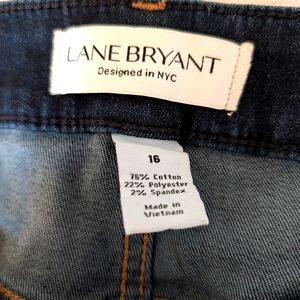 LANE BRYANT
Designed in NYC
16
76% Cotton
22% Polyester
2% Spandex
Made in
Vietnam